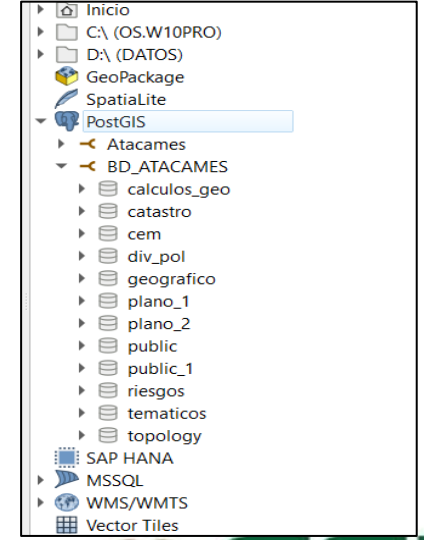 Inicio
C:\ (OS.W10PRO)
D:\ (DATOS)
GeoPackage
SpatiaLite
PostGIS
Atacames
BD_ATACAMES
calculos_geo
catastro
cem
div_pol
geografico
plano_1
plano_2
public
public_1
riesgos
tematicos
topology
SAP HANA
MSSQL
WMS/WMTS
Vector Tiles